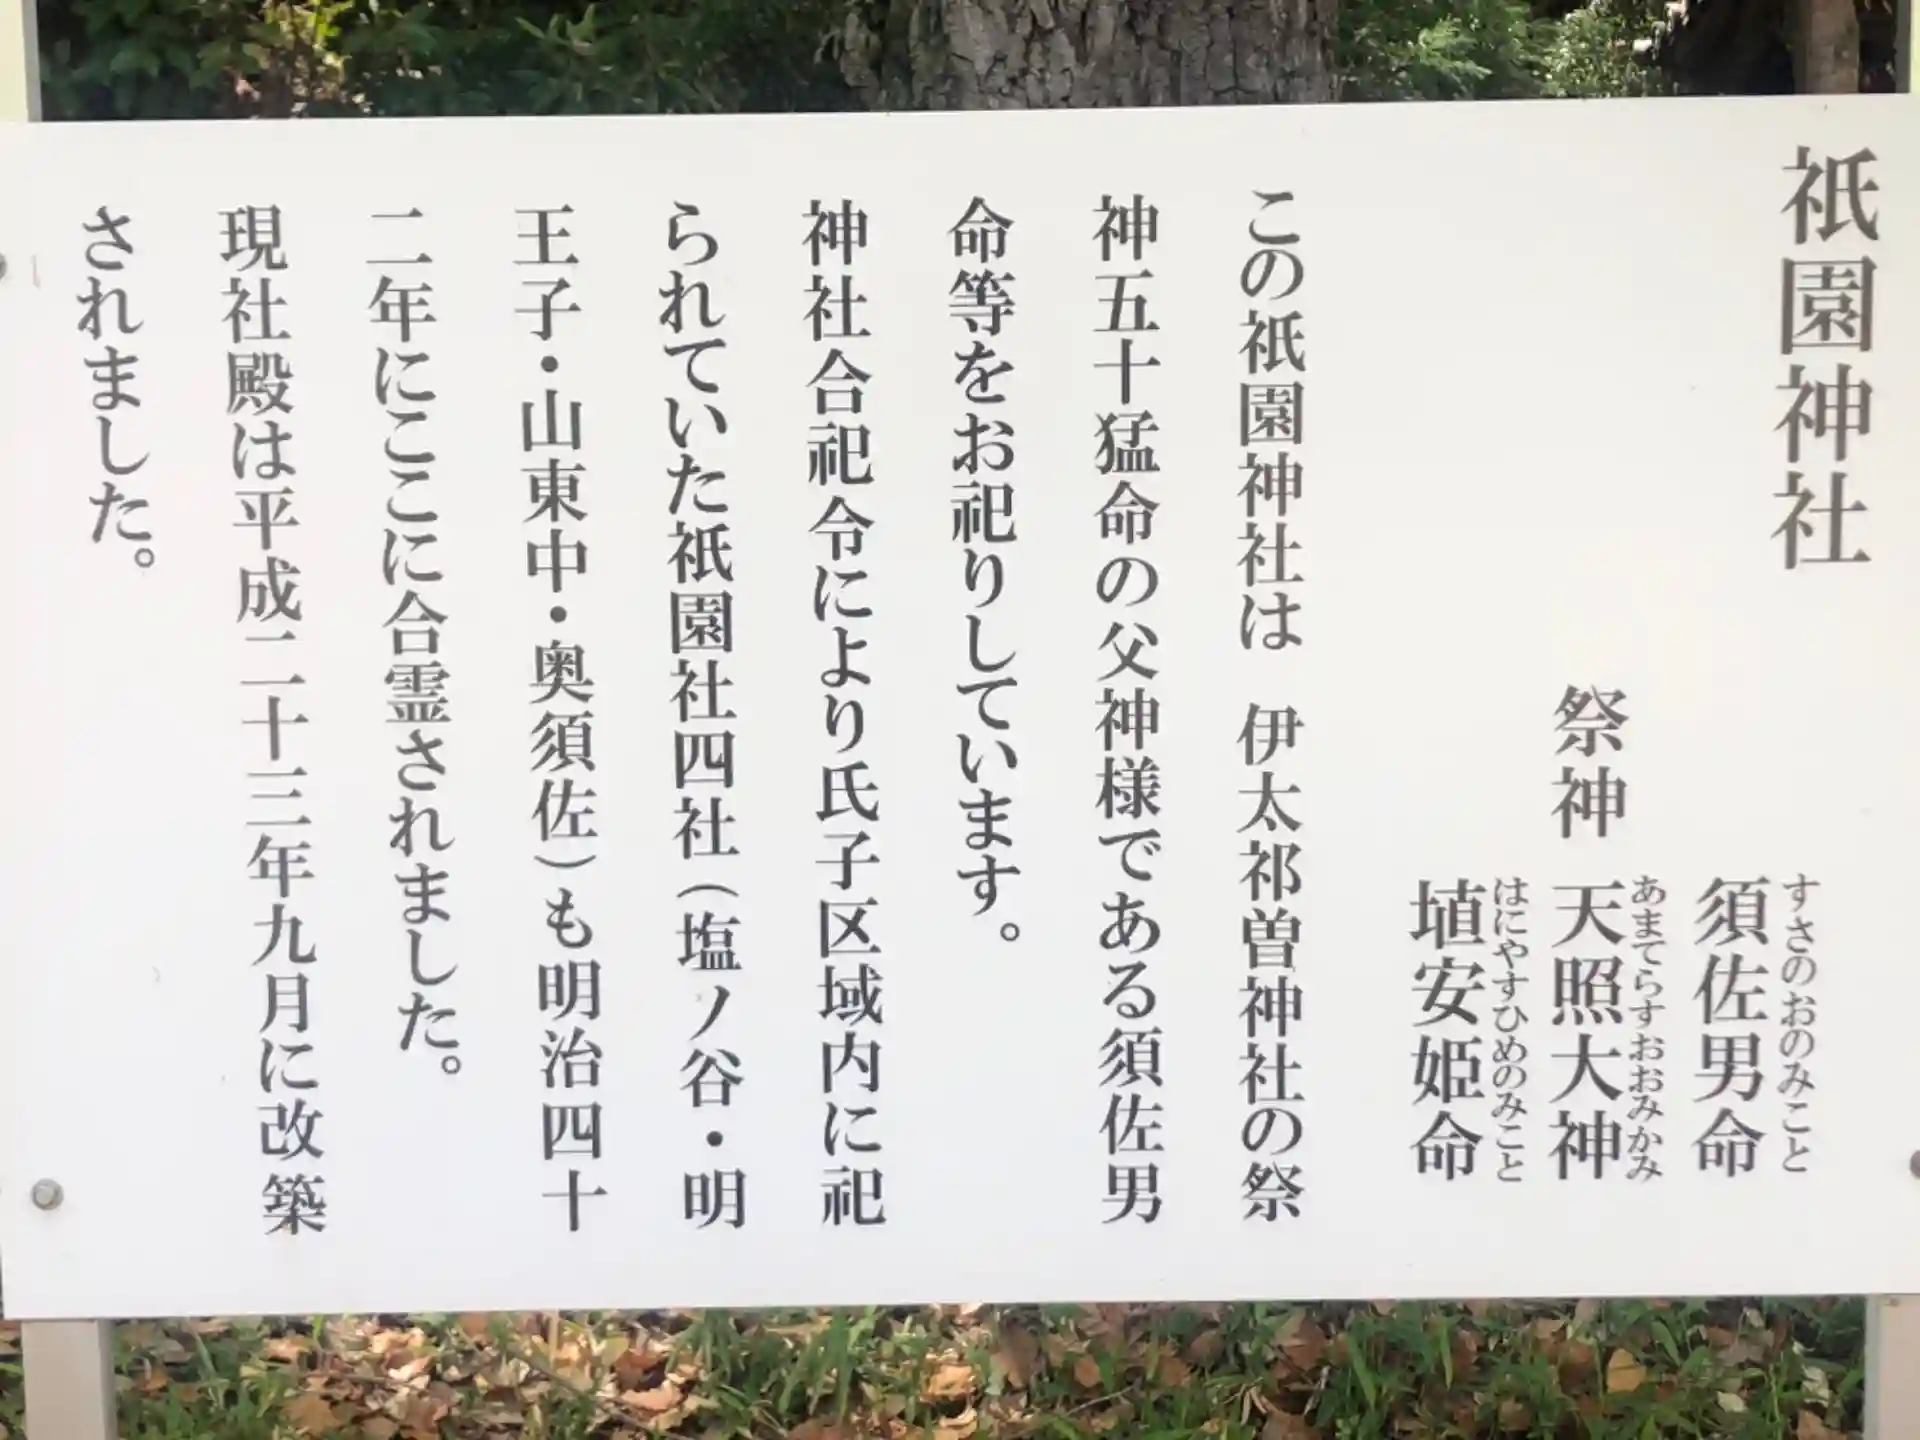 祇園神社
すさのおのみこと
須佐男命
あまてらすおおみかみ
祭神 天照大神
はにやすひめのみこと
埴安姫命
この祇園神社は 伊太祁曽神社の祭
神五十猛命の父神様である須佐男
命等をお祀りしています。
神社合祀令により氏子区域内に祀
られていた祇園社四社(塩ノ谷・明
王子・山東中・奥須佐)も明治四十
二年にここに合霊されました。
現社殿は平成二十三年九月に改築
されました。